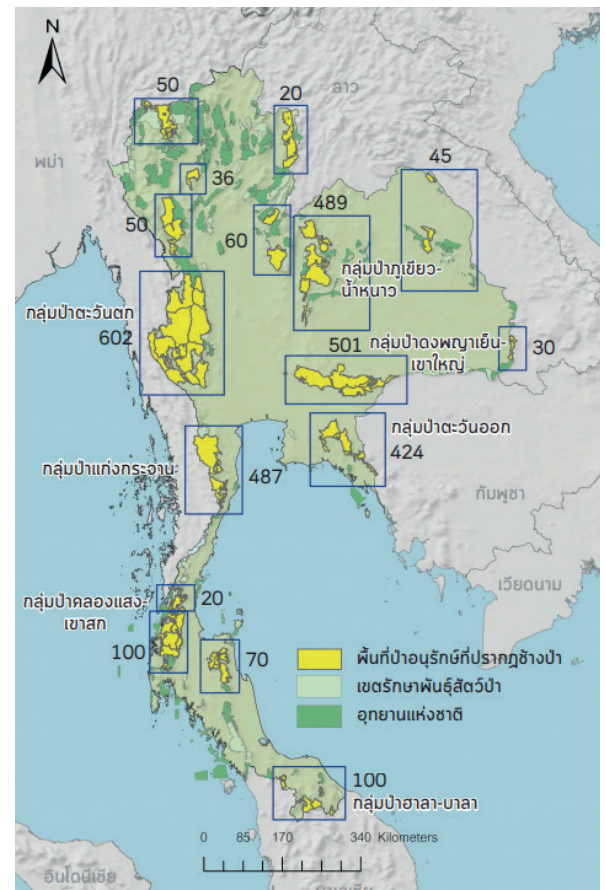 N
50
20
ลาว
พม่า
36
45
50
489
60
กลุ่มป่าภูเขียว-
น้ำหนาว
กลุ่มป่าตะวันตก
602
501
กลุ่มป่าดงพญาเย็น-
เขาใหญ่
30
กลุ่มป่าตะวันออก
424
กลุ่มป่าแก่งกระจาน
487
กัมพูชา
เวียดนาม
กลุ่มป่าคลองแสง-
เขาสก
20
100
70
พื้นที่ป่าอนุรักษ์ที่ปรากฏช้างป่า
เขตรักษาพันธุ์สัตว์ป่า
อุทยานแห่งชาติ
100
กลุ่มป่าฮาลา-บาลา
0 85 170 340 Kilometers
อินโดนีเซีย